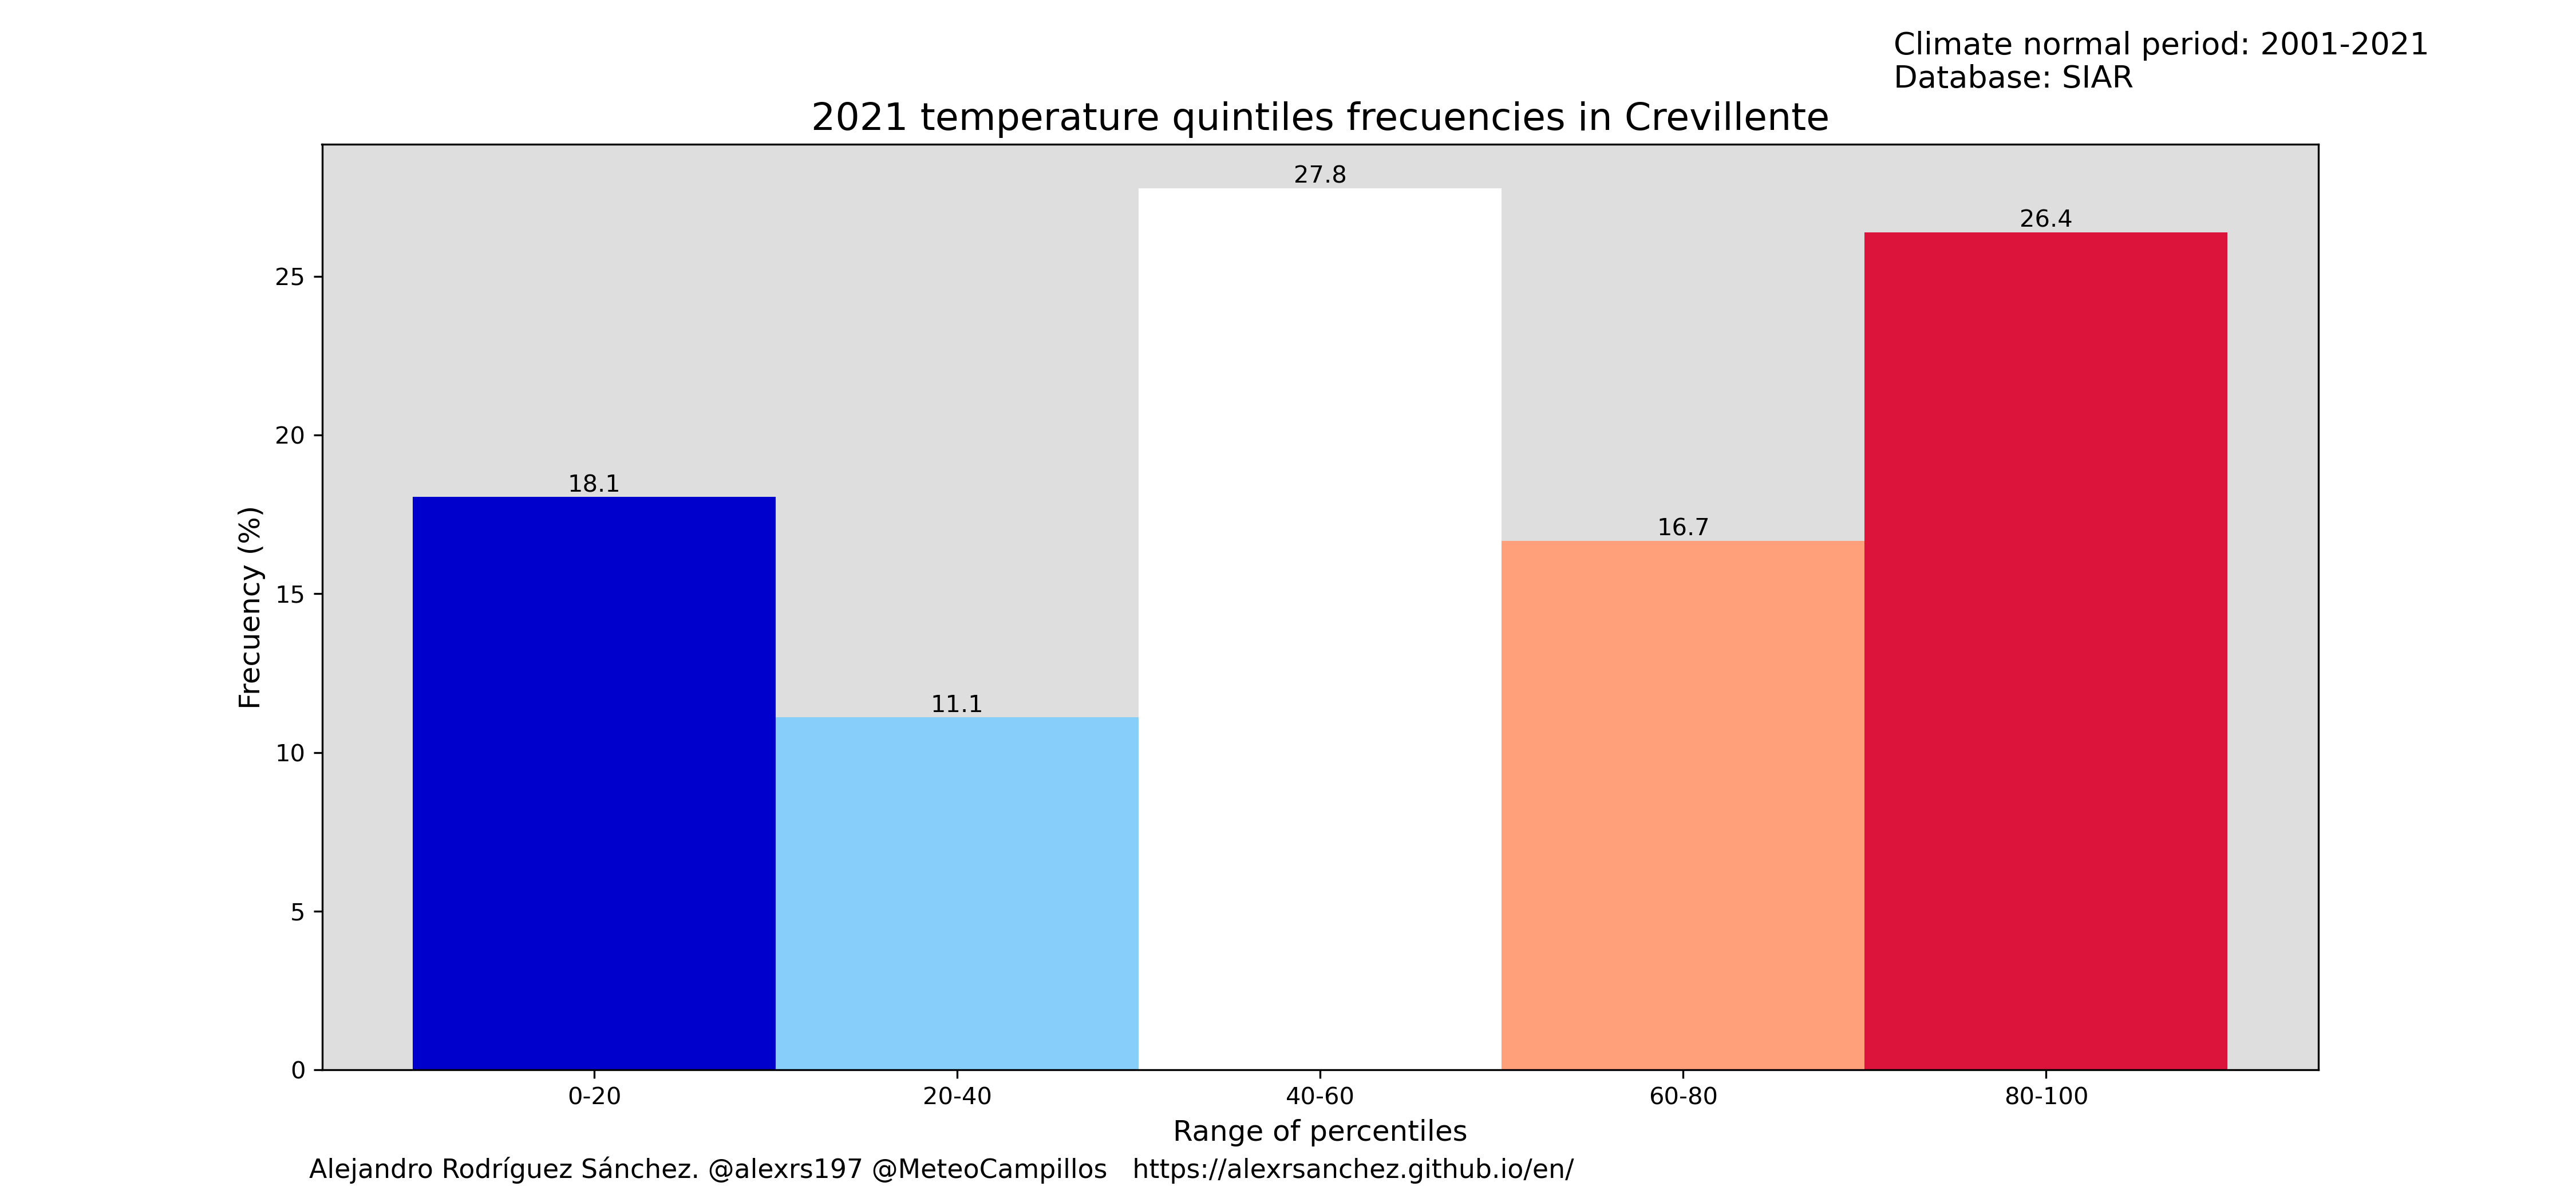 Climate normal period: 2001-2021
Database: SIAR
2021 temperature quintiles frecuencies in Crevillente
27.8
26.4
25
20
18.1
16.7
15
11.1
10
5
0
Frecuency (%)
0-20 20-40 40-60 60-80 80-100
Range of percentiles
Alejandro Rodríguez Sánchez. @alexrs197 @MeteoCampillos https://alexrsanchez.github.io/en/